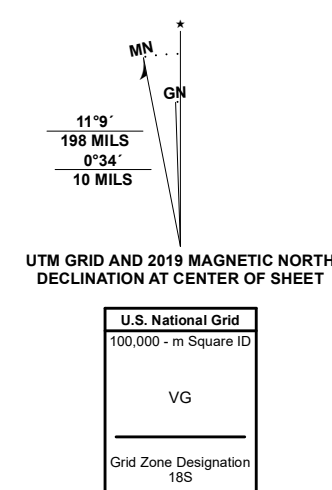 MN
GN
11°9´
198 MILS
0°34´
10 MILS
UTM GRID AND 2019 MAGNETIC NORTH
DECLINATION AT CENTER OF SHEET
U.S. National Grid
100,000 - m Square ID
VG
Grid Zone Designation
18S